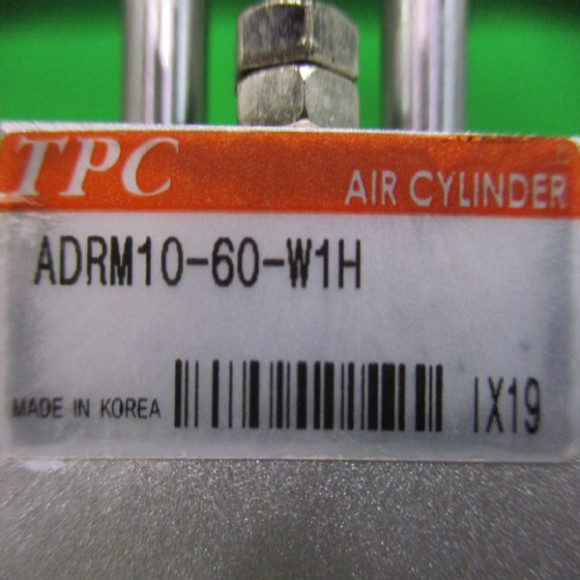 TPC
AIR CYLINDER
ADRM10-60-W1H
MADE IN KOREA
IX19